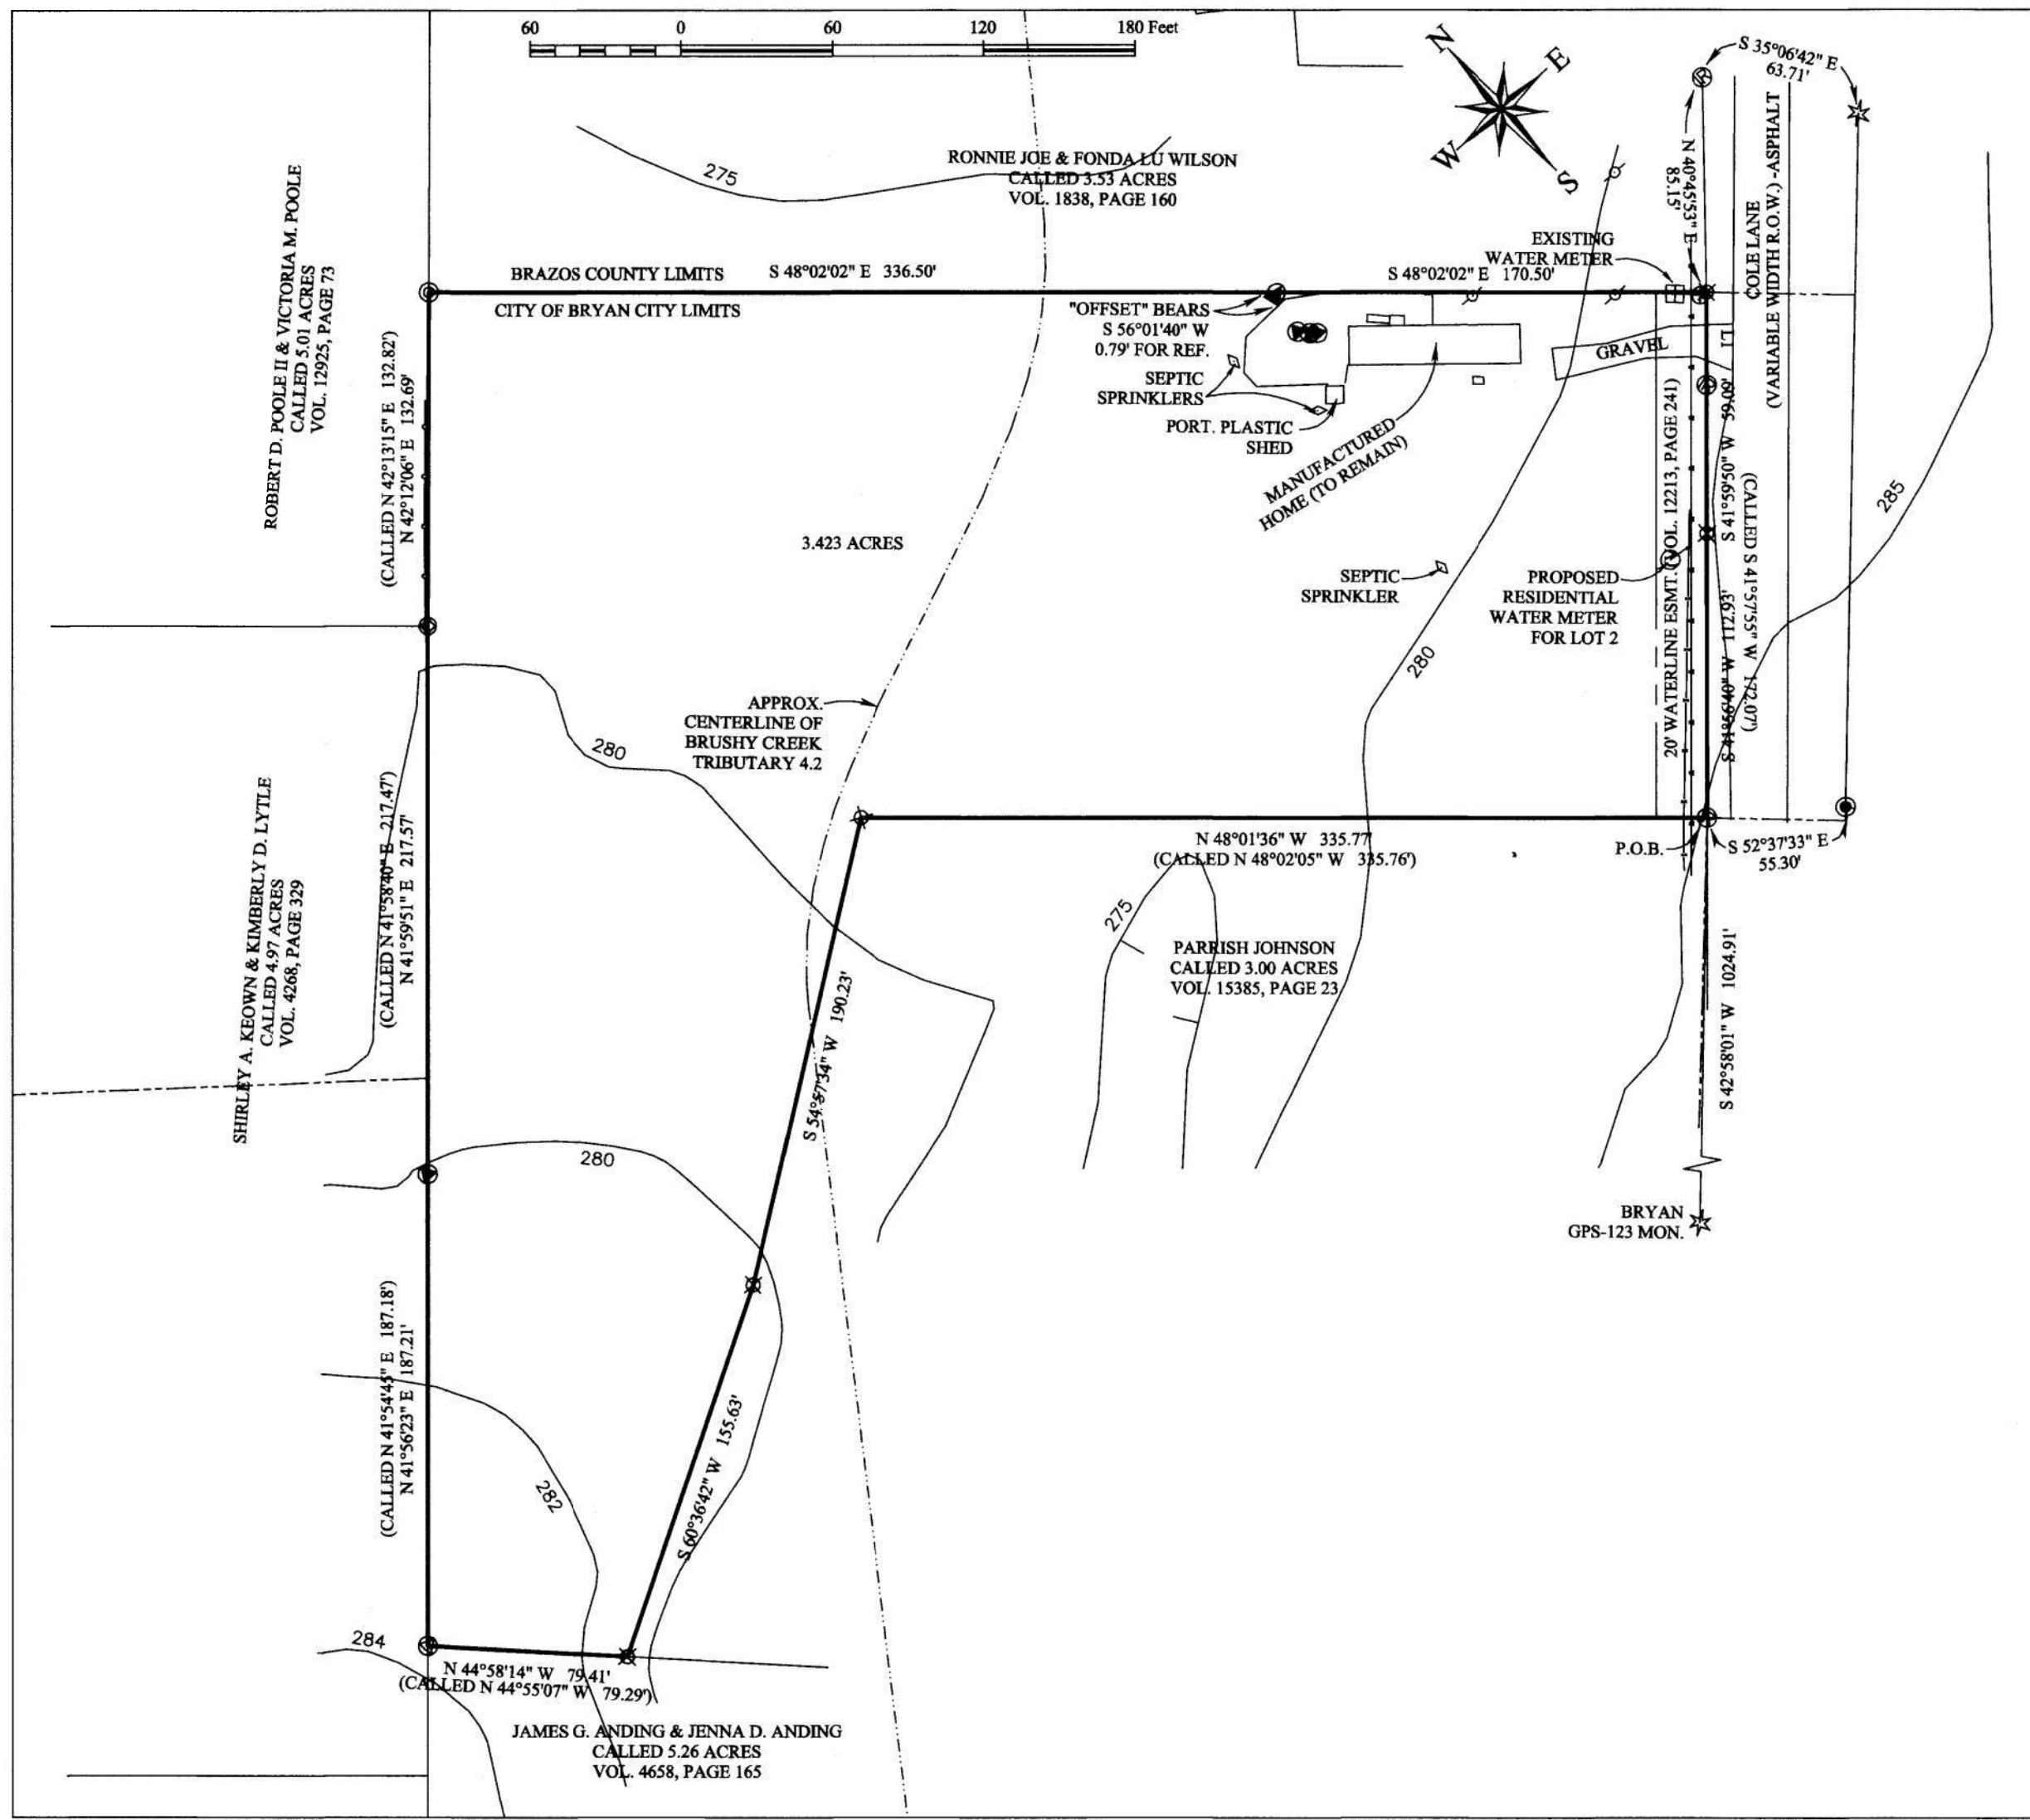 60 0 60 120 180 Feet
N
E
W
S
S 35°06'42" E
63.71'
N 40°45'53" E
85.15'
COLE LANE
(VARIABLE WIDTH R.O.W.) -ASPHALT
RONNIE JOE & FONDA LU WILSON
CALLED 3.53 ACRES
VOL. 1838, PAGE 160
275
ROBERT D. POOLE II & VICTORIA M. POOLE
CALLED 5.01 ACRES
VOL. 12925, PAGE 73
BRAZOS COUNTY LIMITS
S 48°02'02" E 336.50'
CITY OF BRYAN CITY LIMITS
S 48°02'02" E 170.50'
EXISTING
WATER METER
"OFFSET" BEARS
S 56°01'40" W
0.79' FOR REF.
SEPTIC
SPRINKLERS
PORT. PLASTIC
SHED
MANUFACTURED
HOME (TO REMAIN)
GRAVEL
L1
(CALLED N 42°13'15" E 132.82')
N 42°12'06" E 132.69'
3.423 ACRES
SEPTIC
SPRINKLER
PROPOSED
RESIDENTIAL
WATER METER
FOR LOT 2
20' WATERLINE ESMT. (VOL. 12213, PAGE 241)
S 41°59'50" W 59.09'
S 41°56'40" W 112.93'
(CALLED S 41°57'55" W 172.07')
285
280
APPROX.
CENTERLINE OF
BRUSHY CREEK
TRIBUTARY 4.2
280
SHIRLEY A. KEOWN & KIMBERLY D. LYTLE
CALLED 4.97 ACRES
VOL. 4268, PAGE 329
(CALLED N 41°58'40" E 217.47')
N 41°59'51" E 217.57'
N 48°01'36" W 335.77'
(CALLED N 48°02'05" W 335.76')
P.O.B.
S 52°37'33" E
55.30'
275
PARRISH JOHNSON
CALLED 3.00 ACRES
VOL. 15385, PAGE 23
S 42°58'01" W 1024.91'
S 54°57'34" W 190.23'
280
BRYAN
GPS-123 MON.
(CALLED N 41°54'45" E 187.18')
N 41°56'23" E 187.21'
S 60°36'42" W 155.63'
282
284
N 44°58'14" W 79.41'
(CALLED N 44°55'07" W 79.29')
JAMES G. ANDING & JENNA D. ANDING
CALLED 5.26 ACRES
VOL. 4658, PAGE 165